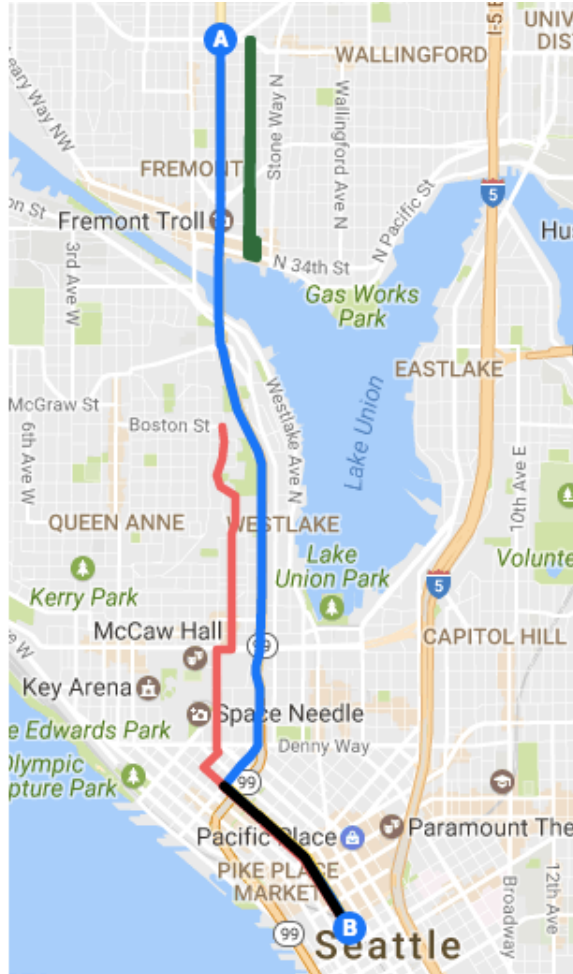 UNIV
DIST
I-5 E
A
WALLINGFORD
eary Way NW
Stone Way N
Wallingford Ave N
FREMONT
N Pacific St
5
on St
Fremont Troll
Hus
3rd Ave W
N 34th St
Gas Works
Park
EASTLAKE
McGraw St
Westlake Ave N
Lake Union
Boston St
6th Ave W
10th Ave E
QUEEN ANNE
WESTLAKE
Volunte
Lake
Union Park
5
Kerry Park
McCaw Hall
99
CAPITOL HILL
e W
Key Arena
Space Needle
e Edwards Park
Denny Way
Olympic
pture Park
99
Pacific Place
Paramount The
PIKE PLACE
MARKET
Broadway
12th Ave
B
99
Seattle